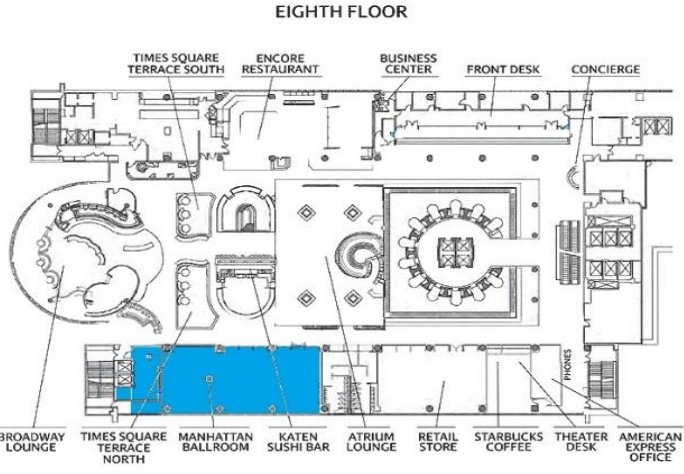 EIGHTH FLOOR
TIMES SQUARE
TERRACE SOUTH
ENCORE
RESTAURANT
BUSINESS
CENTER
FRONT DESK
CONCIERGE
PHONES
BROADWAY
LOUNGE
TIMES SQUARE
TERRACE
NORTH
MANHATTAN
BALLROOM
KATEN
SUSHI BAR
ATRIUM
LOUNGE
RETAIL
STORE
STARBUCKS
COFFEE
THEATER
DESK
AMERICAN
EXPRESS
OFFICE